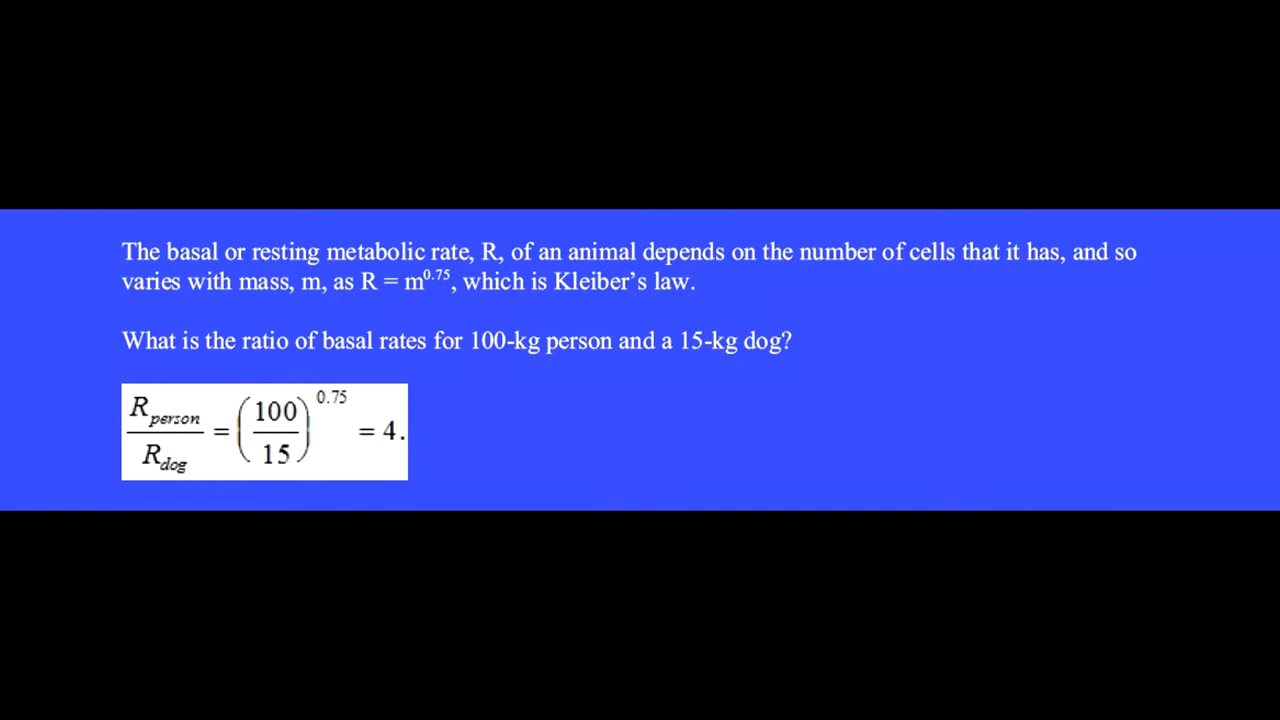 The basal or resting metabolic rate, R, of an animal depends on the number of cells that it has, and so
varies with mass, m, as R = m^0.75, which is Kleiber’s law.
What is the ratio of basal rates for 100-kg person and a 15-kg dog?
R_person / R_dog = (100 / 15)^0.75 = 4.